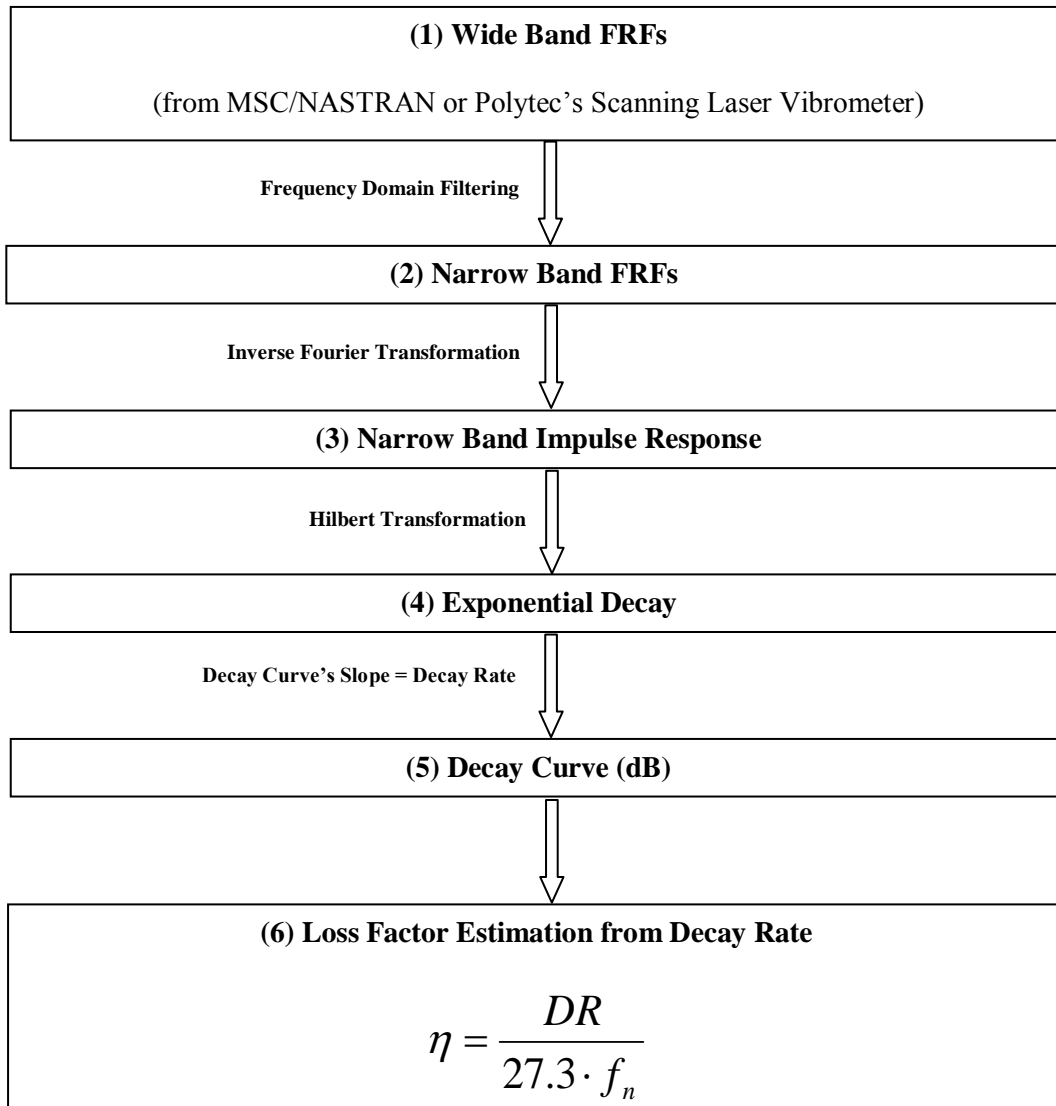 (1) Wide Band FRFs
(from MSC/NASTRAN or Polytec’s Scanning Laser Vibrometer)
Frequency Domain Filtering
(2) Narrow Band FRFs
Inverse Fourier Transformation
(3) Narrow Band Impulse Response
Hilbert Transformation
(4) Exponential Decay
Decay Curve’s Slope = Decay Rate
(5) Decay Curve (dB)
(6) Loss Factor Estimation from Decay Rate
η = DR / 27.3 · fₙ